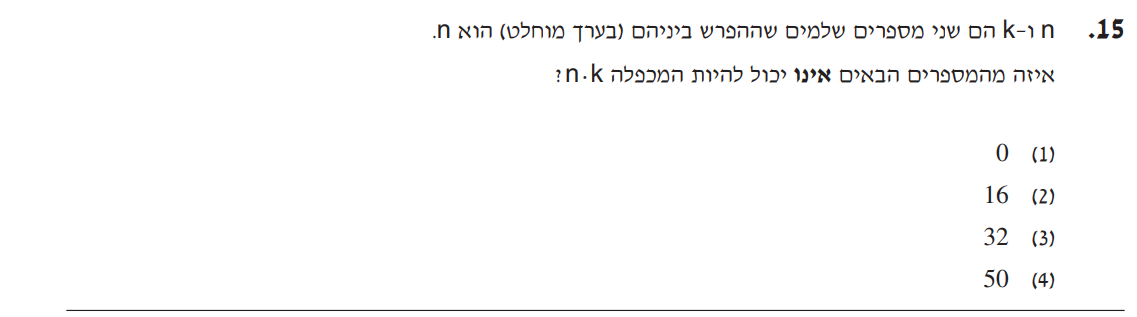 15. n ו-k הם שני מספרים שלמים שההפרש ביניהם (בערך מוחלט) הוא n.
איזה מהמספרים הבאים אינו יכול להיות המכפלה n·k?
(1) 0
(2) 16
(3) 32
(4) 50